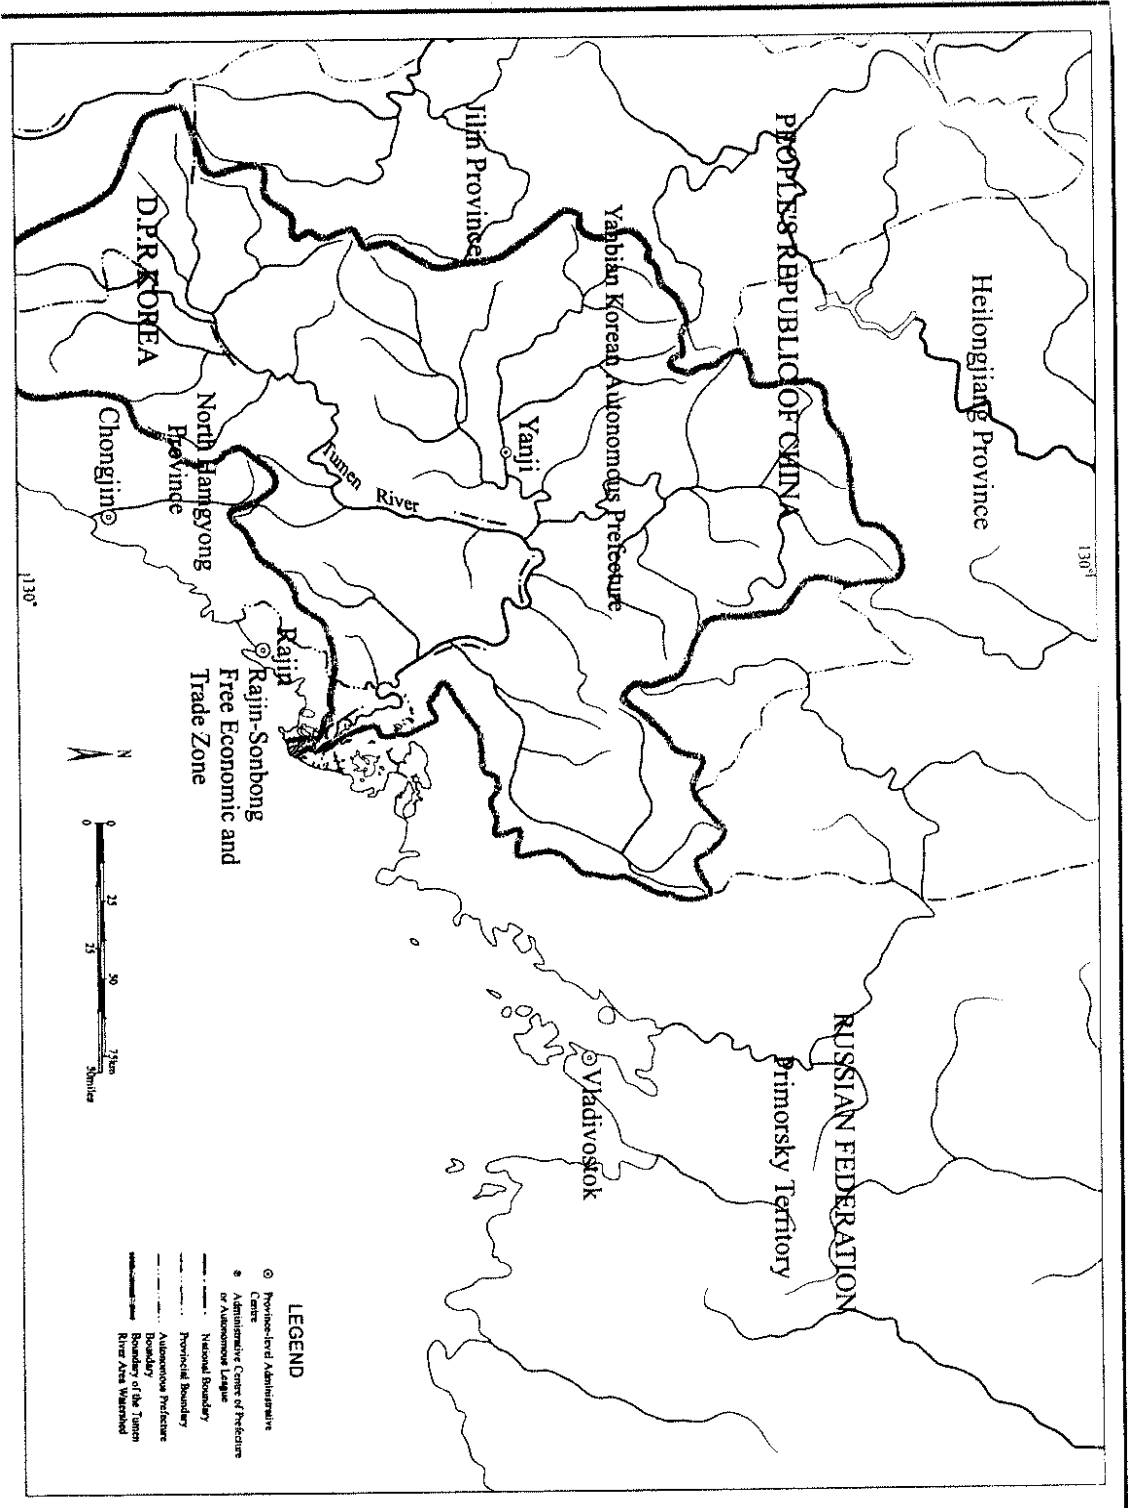 Heilongjiang Province
130°
PEOPLE'S REPUBLIC OF CHINA
RUSSIAN FEDERATION
Primorsky Territory
Yanbian Korean Autonomous Prefecture
Vladivostok
Yanji
Jilin Province
Tumen
River
D.P.R KOREA
North Hamgyong
Province
Chongjin
Rajin
Rajin-Sonbong
Free Economic and
Trade Zone
130°
N
0 25 50 75km
0 25 50miles
LEGEND
Province-level Administrative
Centre
Administrative Centre of Prefecture
or Autonomous League
National Boundary
Provincial Boundary
Autonomous Prefecture
Boundary
Boundary of the Tumen
River Area Watershed